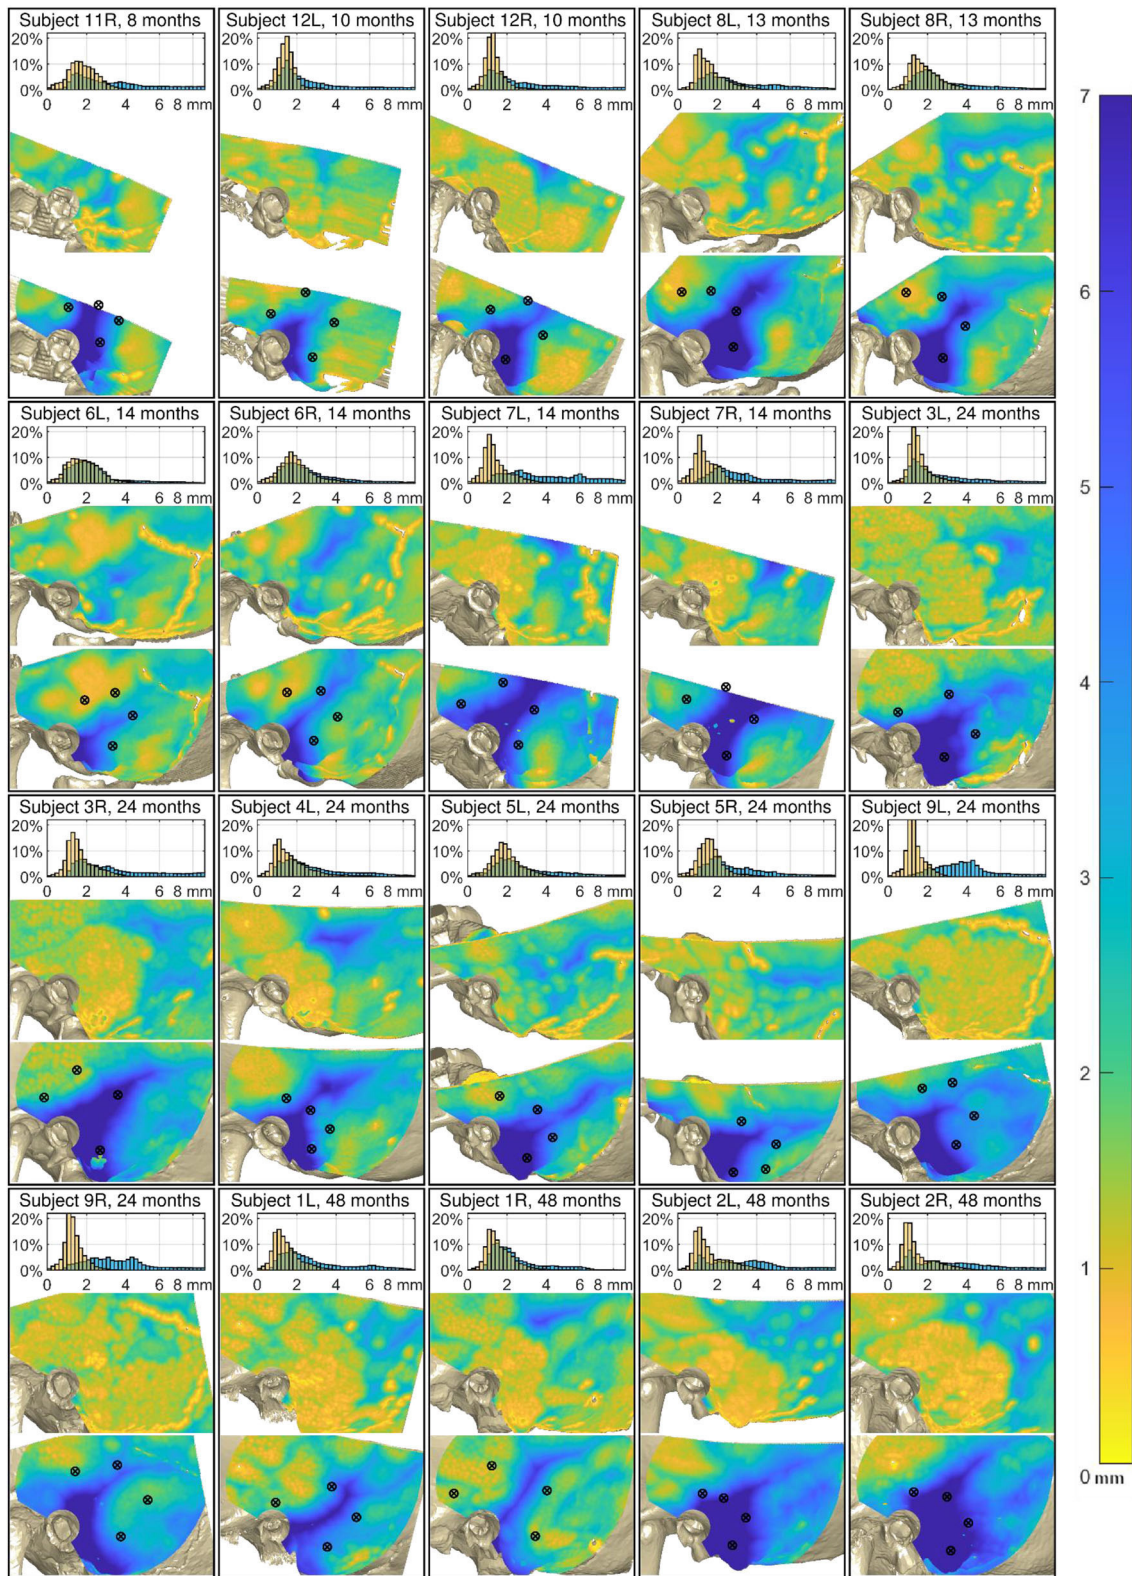 Subject 11R, 8 months
20%
10%
0%
2 4 6 8 mm
Subject 12L, 10 months
20%
10%
0%
2 4 6 8 mm
Subject 12R, 10 months
20%
10%
0%
2 4 6 8 mm
Subject 8L, 13 months
20%
10%
0%
0 2 4 6 8 mm
Subject 8R, 13 months
20%
10%
0%
0 2 4 6 8 mm
7
6
5
4
3
2
1
0 mm
Subject 6L, 14 months
20%
10%
0%
0 2 4 6 8 mm
Subject 6R, 14 months
20%
10%
0%
0 2 4 6 8 mm
Subject 7L, 14 months
20%
10%
0%
0 2 4 6 8 mm
Subject 7R, 14 months
20%
10%
0%
0 2 4 6 8 mm
Subject 3L, 24 months
20%
10%
0%
2 4 6 8 mm
Subject 3R, 24 months
20%
10%
0%
0 2 4 6 8 mm
Subject 4L, 24 months
20%
10%
0%
0 2 4 6 8 mm
Subject 5L, 24 months
20%
10%
0%
0 2 4 6 8 mm
Subject 5R, 24 months
20%
10%
0%
0 2 4 6 8 mm
Subject 9L, 24 months
20%
10%
0%
0 2 4 6 8 mm
Subject 9R, 24 months
20%
10%
0%
0 2 4 6 8 mm
Subject 1L, 48 months
20%
10%
0%
0 2 4 6 8 mm
Subject 1R, 48 months
20%
10%
0%
0 2 4 6 8 mm
Subject 2L, 48 months
20%
10%
0%
0 2 4 6 8 mm
Subject 2R, 48 months
20%
10%
0%
0 2 4 6 8 mm